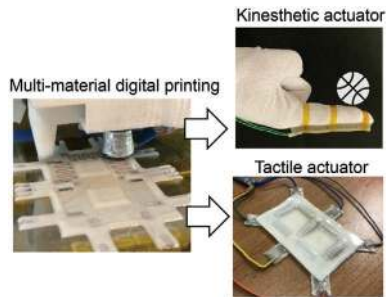 Kinesthetic actuator
Multi-material digital printing
Tactile actuator